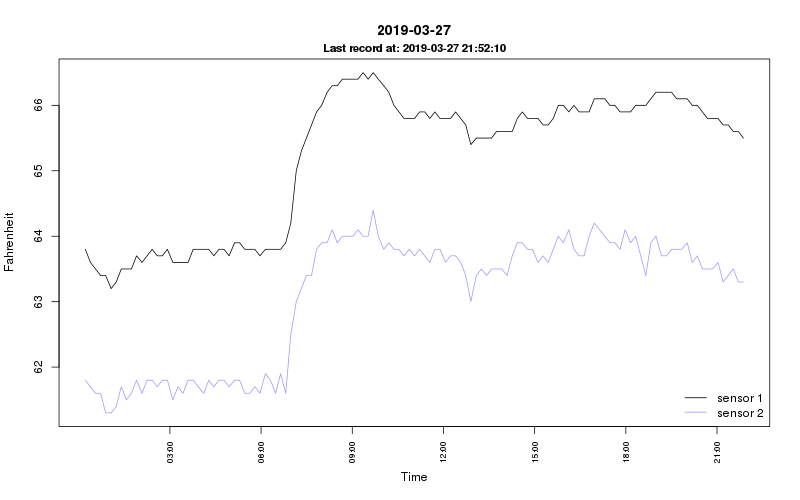 2019-03-27
Last record at: 2019-03-27 21:52:10
Fahrenheit
66
65
64
63
62
sensor 1
sensor 2
03:00 06:00 09:00 12:00 15:00 18:00 21:00
Time